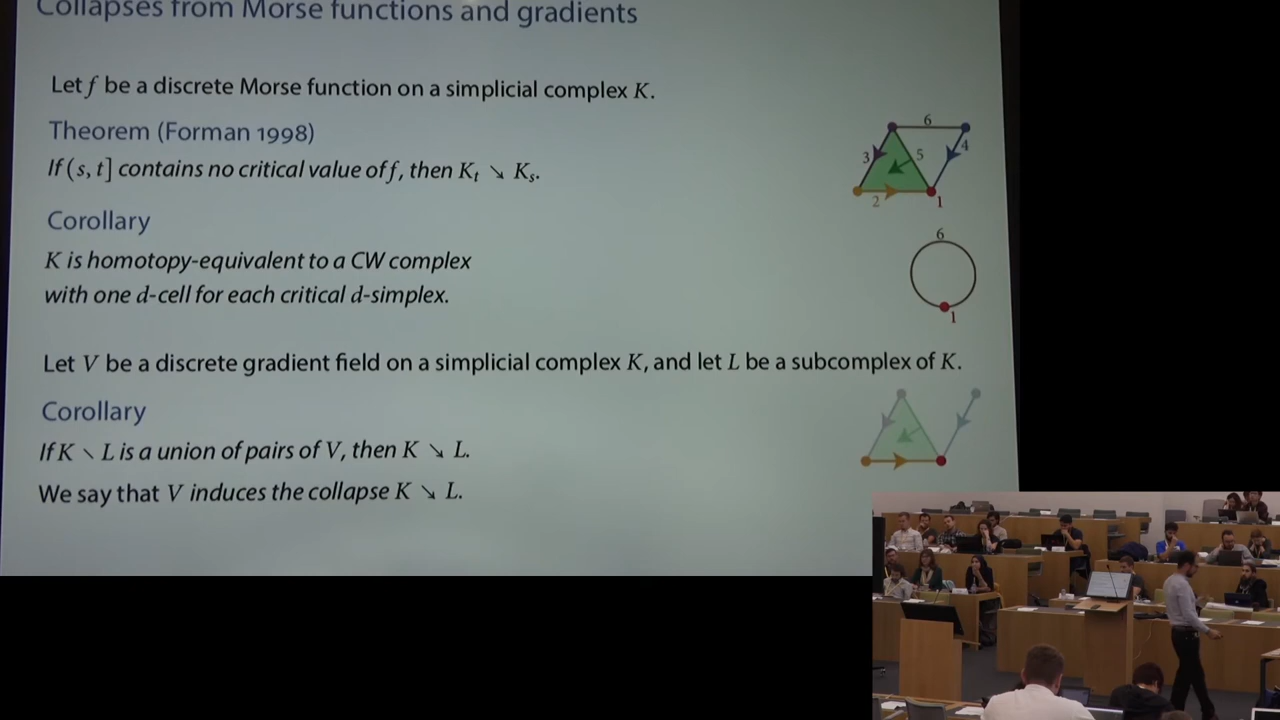 Collapses from Morse functions and gradients
Let f be a discrete Morse function on a simplicial complex K.
Theorem (Forman 1998)
If (s, t] contains no critical value of f, then Kₜ ↘ Kₛ.
6
3
5
4
2
1
Corollary
K is homotopy-equivalent to a CW complex
with one d-cell for each critical d-simplex.
6
1
Let V be a discrete gradient field on a simplicial complex K, and let L be a subcomplex of K.
Corollary
If K ∖ L is a union of pairs of V, then K ↘ L.
We say that V induces the collapse K ↘ L.